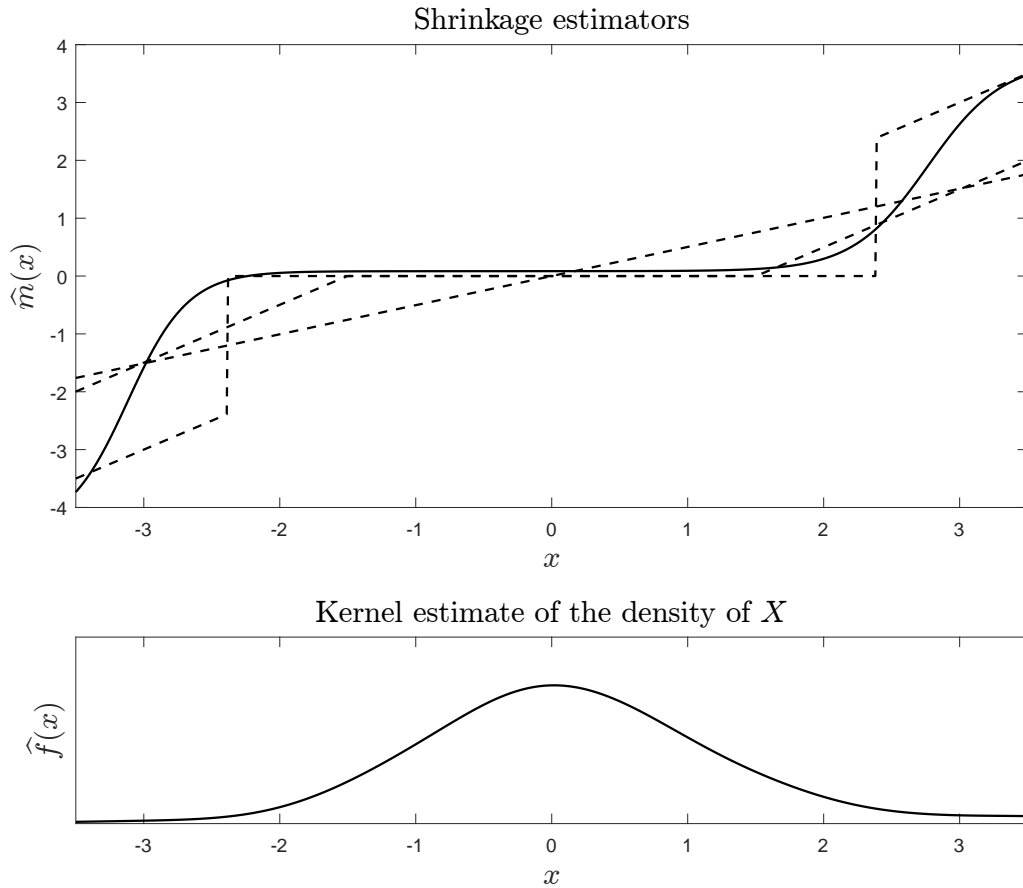 Shrinkage estimators
4
3
2
1
0
-1
-2
-3
-4
m̂(x)
-3 -2 -1 0 1 2 3
x
Kernel estimate of the density of X
f̂(x)
-3 -2 -1 0 1 2 3
x